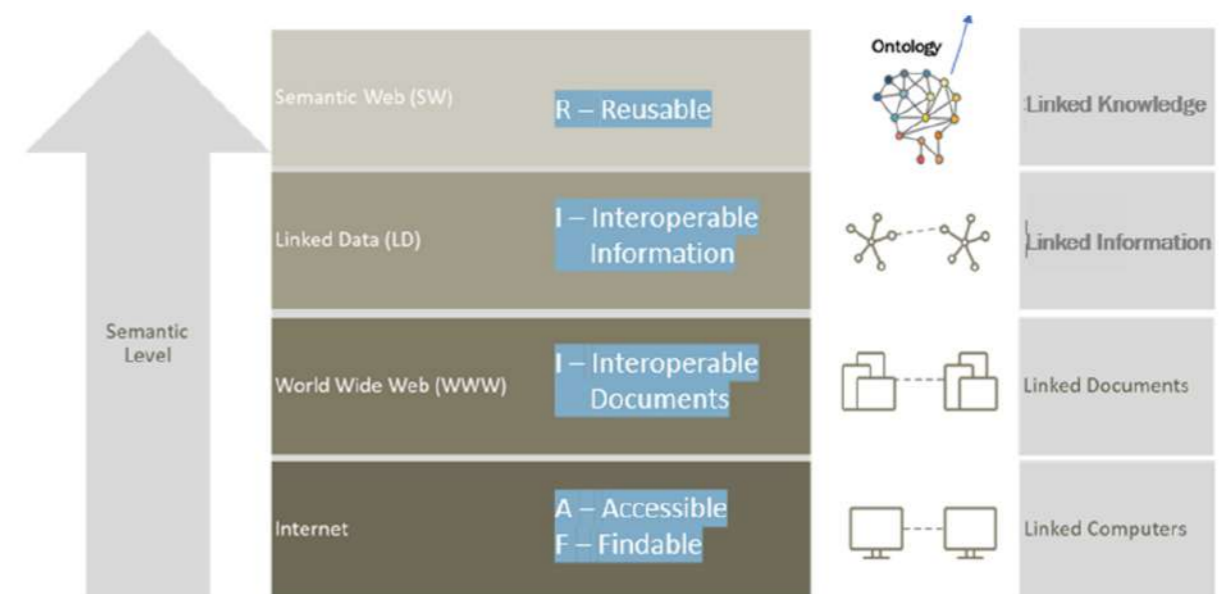 Ontology
Semantic Web (SW)
R – Reusable
Linked Knowledge
Linked Data (LD)
I – Interoperable
Information
Linked Information
Semantic
Level
World Wide Web (WWW)
I – Interoperable
Documents
Linked Documents
Internet
A – Accessible
F – Findable
Linked Computers